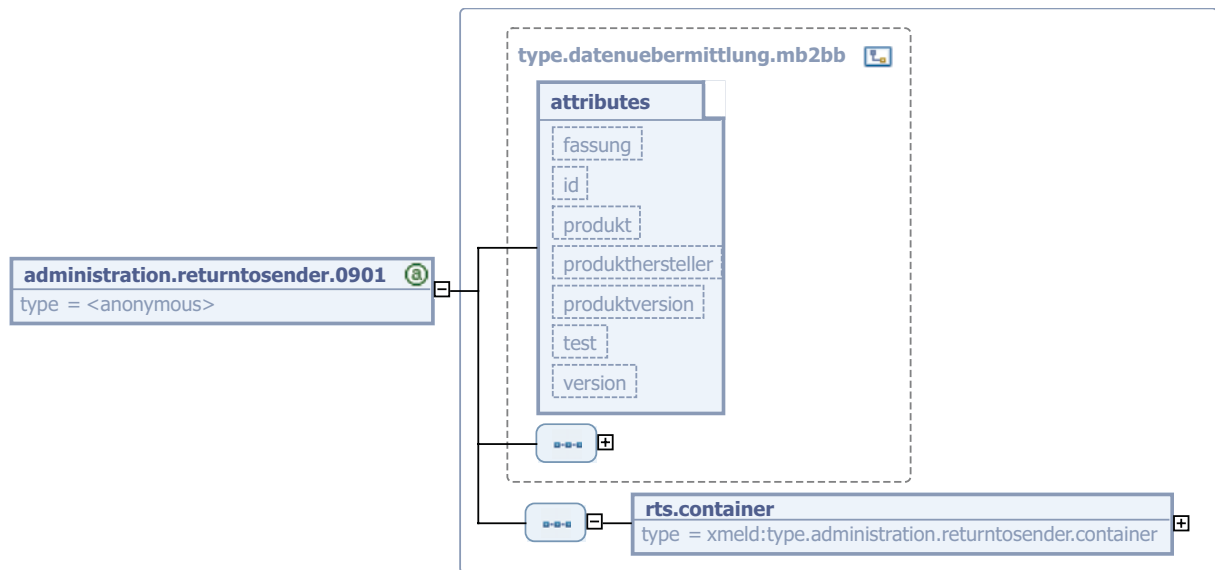 type.datenuebermittlung.mb2bb
attributes
fassung
id
produkt
produkthersteller
produktversion
test
version
administration.returntosender.0901
type = <anonymous>
rts.container
type = xmeld:type.administration.returntosender.container